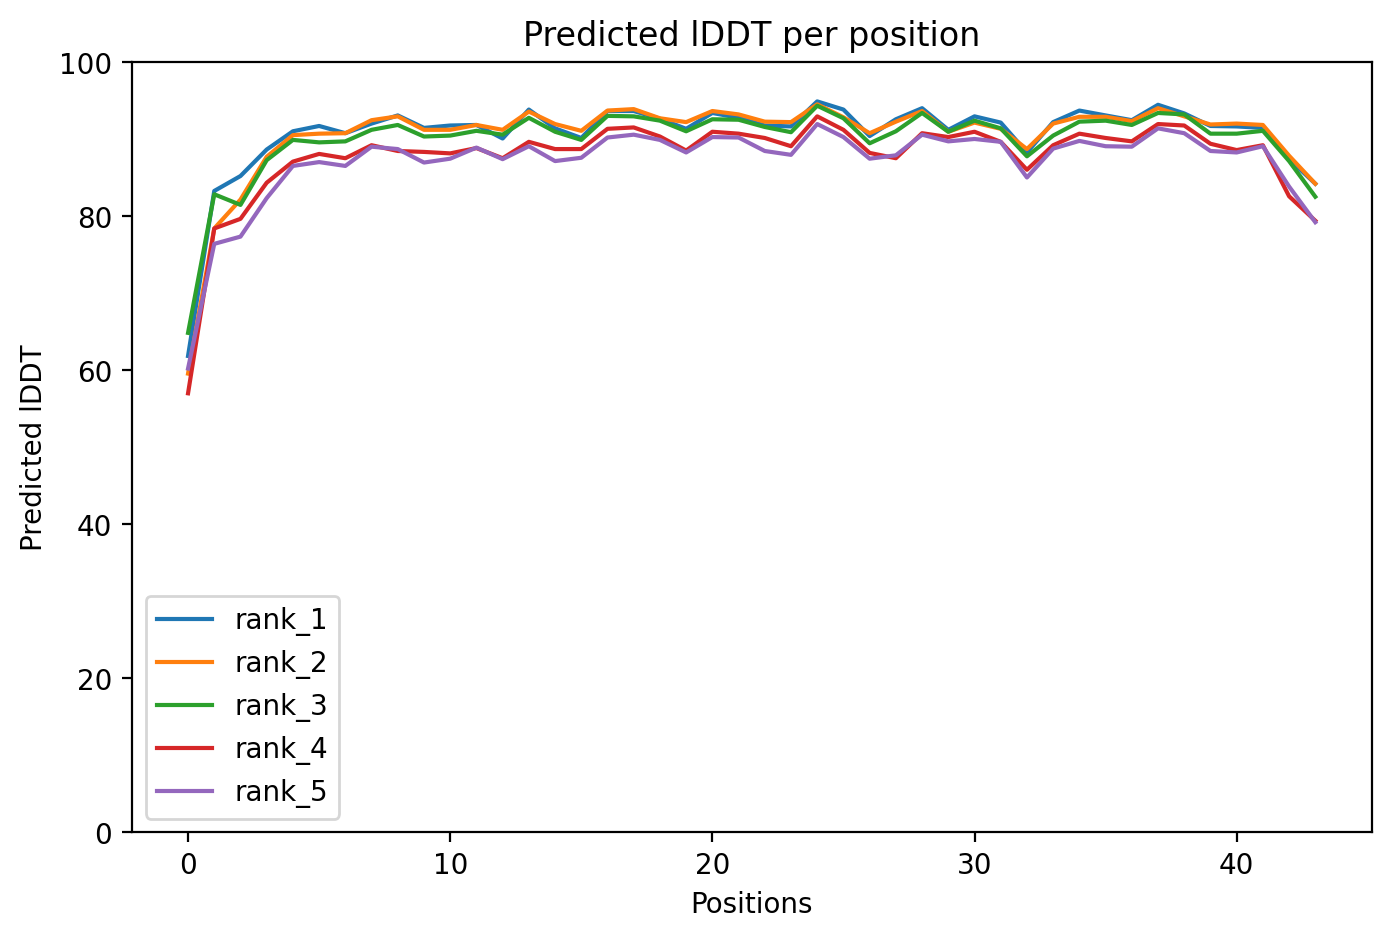 Predicted lDDT per position
100
80
60
40
20
0
Predicted lDDT
rank_1
rank_2
rank_3
rank_4
rank_5
0 10 20 30 40
Positions